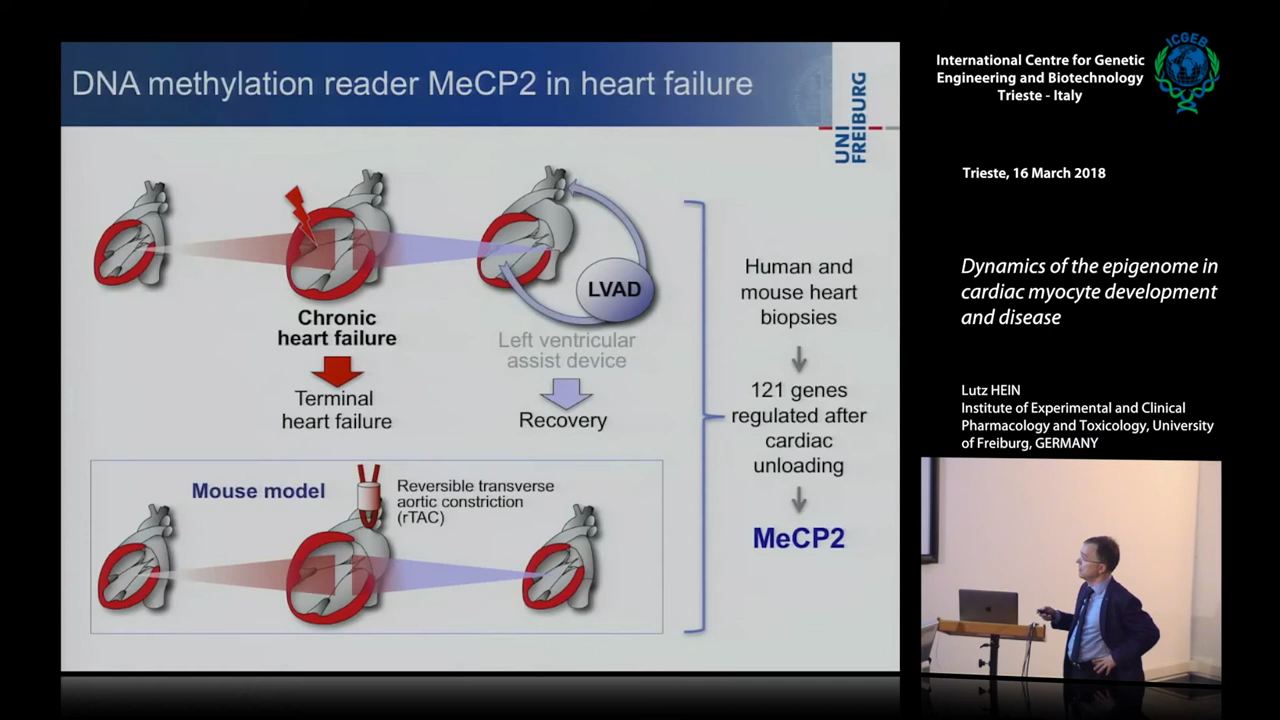 DNA methylation reader MeCP2 in heart failure
UNI
FREIBURG
LVAD
Chronic
heart failure
Terminal
heart failure
Left ventricular
assist device
Recovery
Mouse model
Reversible transverse
aortic constriction
(rTAC)
Human and
mouse heart
biopsies
121 genes
regulated after
cardiac
unloading
MeCP2
International Centre for Genetic
Engineering and Biotechnology
Trieste - Italy
ICGEB
Trieste, 16 March 2018
Dynamics of the epigenome in
cardiac myocyte development
and disease
Lutz HEIN
Institute of Experimental and Clinical
Pharmacology and Toxicology, University
of Freiburg, GERMANY